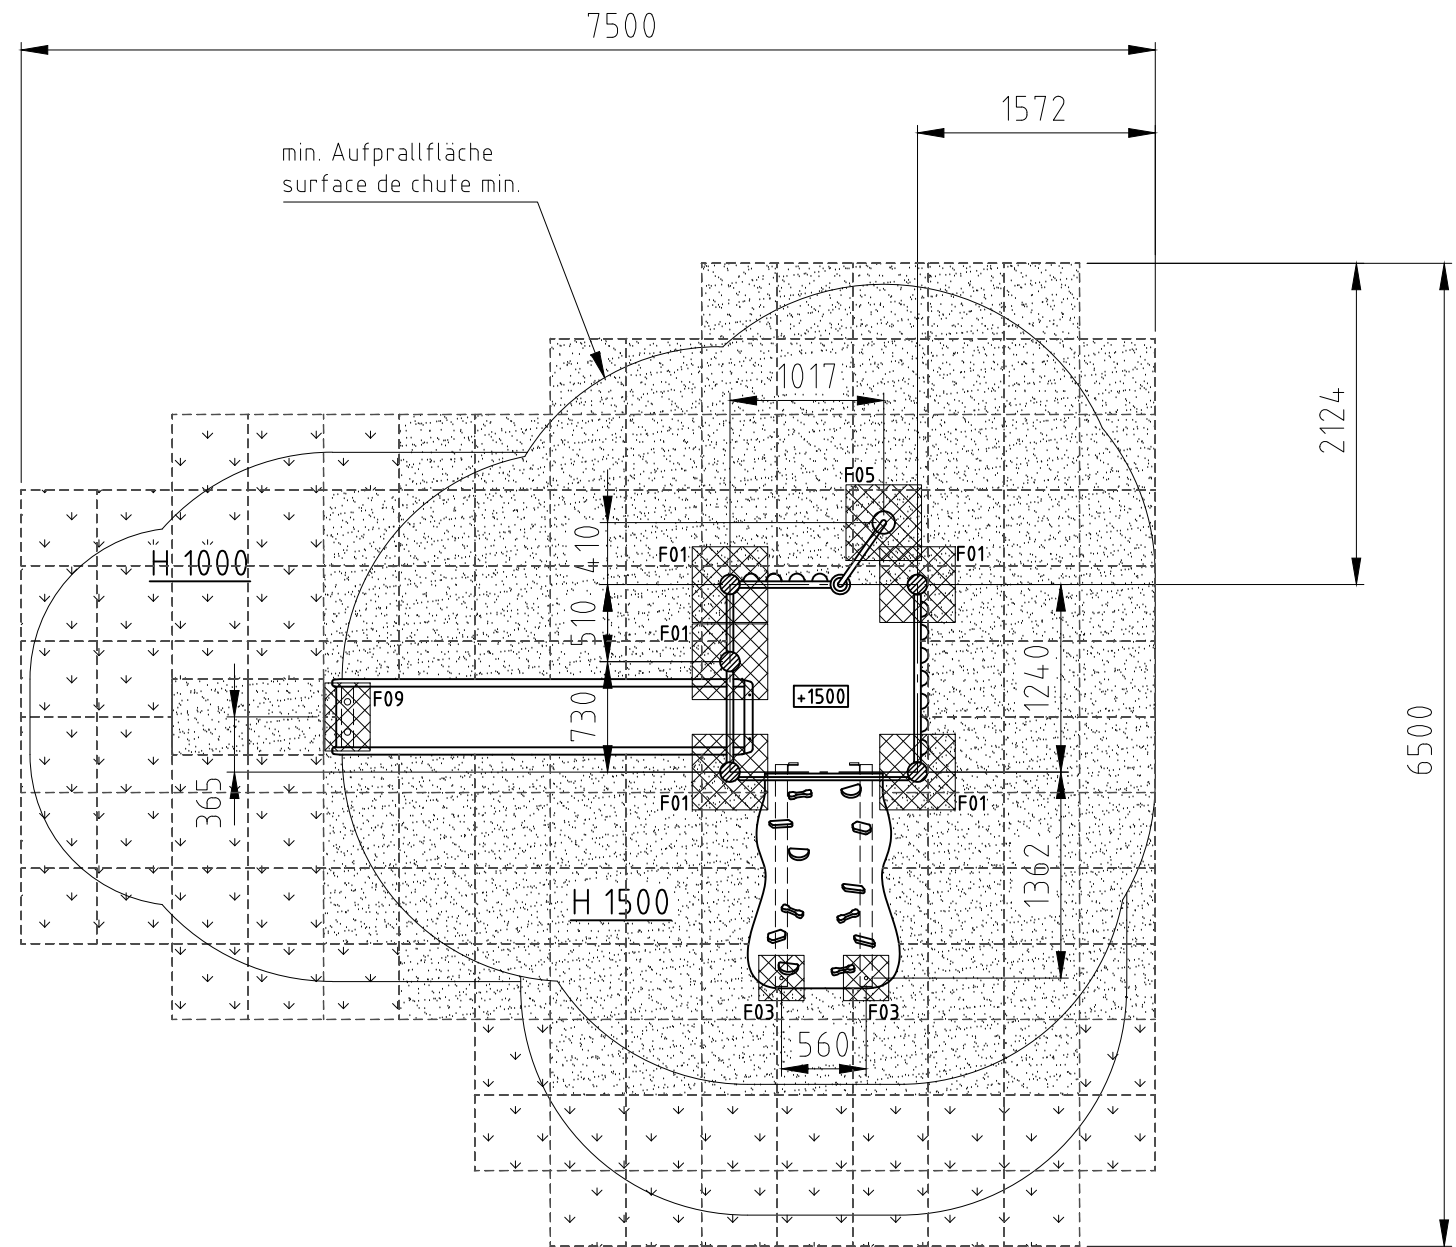 7500
1572
min. Aufprallfläche
surface de chute min.
1017
2124
F05
410
F01
F01
H 1000
510
F01
1240
+1500
F09
730
6500
365
F01
F01
1362
H 1500
F03
F03
560